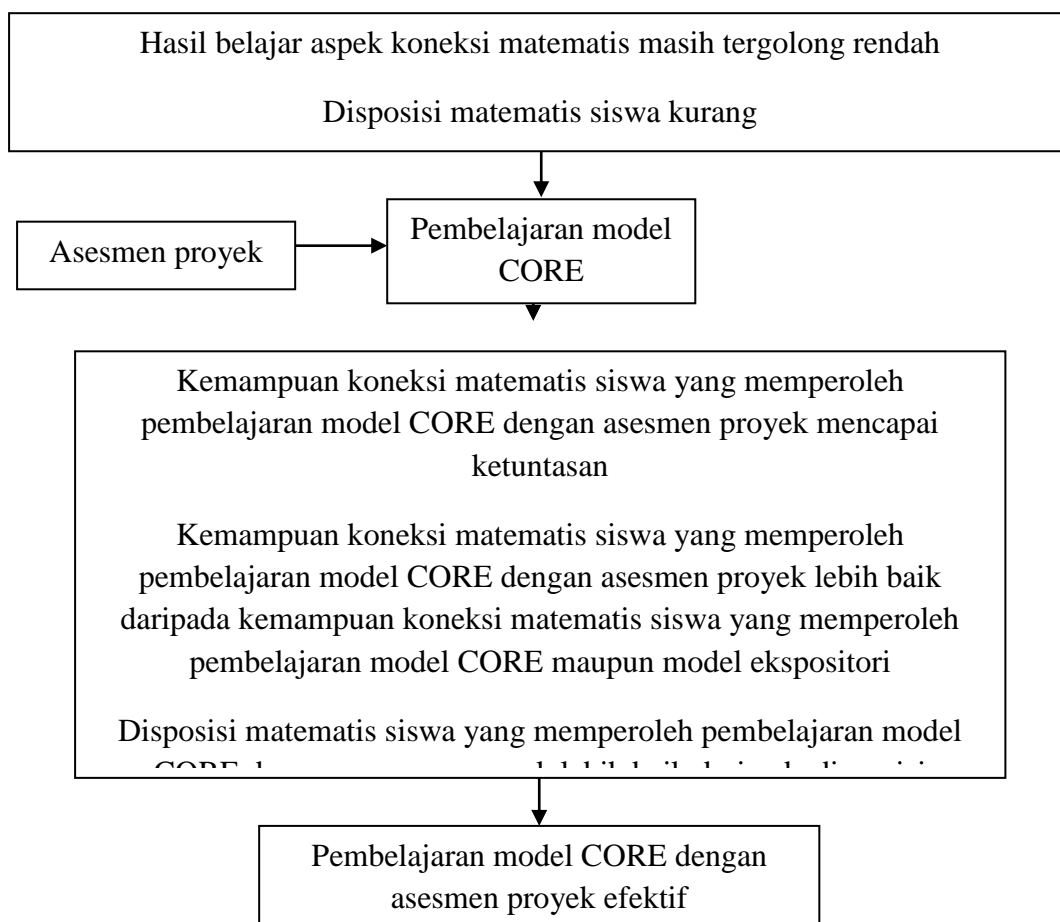 Hasil belajar aspek koneksi matematis masih tergolong rendah
Disposisi matematis siswa kurang
Asesmen proyek
Pembelajaran model
CORE
Kemampuan koneksi matematis siswa yang memperoleh
pembelajaran model CORE dengan asesmen proyek mencapai
ketuntasan
Kemampuan koneksi matematis siswa yang memperoleh
pembelajaran model CORE dengan asesmen proyek lebih baik
daripada kemampuan koneksi matematis siswa yang memperoleh
pembelajaran model CORE maupun model ekspositori
Disposisi matematis siswa yang memperoleh pembelajaran model
Pembelajaran model CORE dengan
asesmen proyek efektif